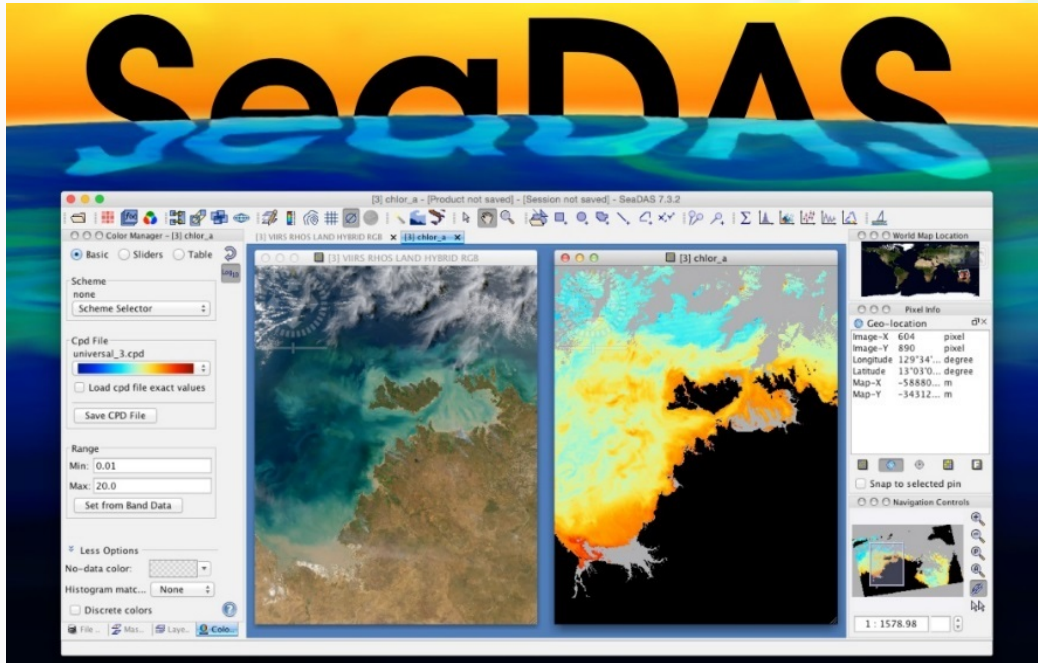 SeaDAS
[3] chlor_a - [Product not saved] - [Session not saved] - SeaDAS 7.3.2
Color Manager - [3] chlor_a
Basic Sliders Table
Log10
Scheme
none
Scheme Selector
Cpd File
universal_3.cpd
Load cpd file exact values
Save CPD File
Range
Min: 0.01
Max: 20.0
Set from Band Data
Less Options
No-data color:
Histogram matc... None
Discrete colors
File ... Mas... Laye... Colo...
[3] VIIRS RHOS LAND HYBRID RGB [3] chlor_a
[3] VIIRS RHOS LAND HYBRID RGB
[3] chlor_a
World Map Location
Pixel Info
Geo-location
Image-X 604 pixel
Image-Y 890 pixel
Longitude 129°34'... degree
Latitude 13°03'0... degree
Map-X -58880... m
Map-Y -34312... m
Snap to selected pin
Navigation Controls
1 : 1578.98